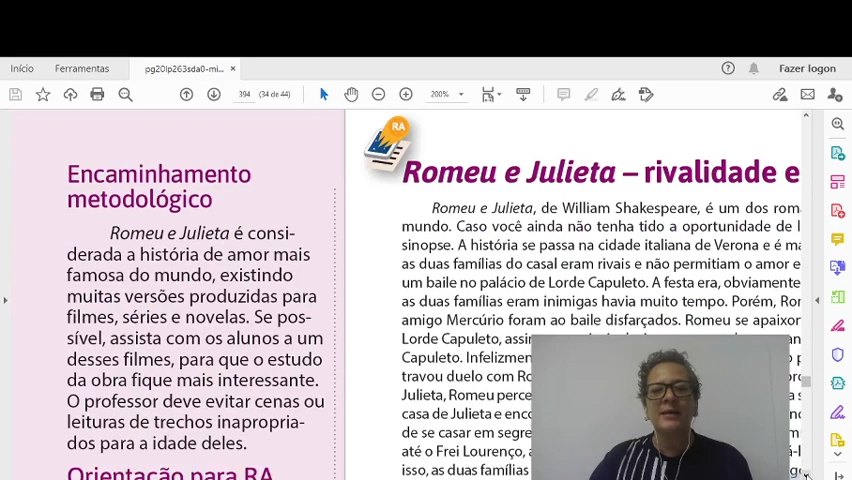 Início
Ferramentas
pg20lp263sda0-mi...
Fazer logon
394
(34 de 44)
200%
Encaminhamento
metodológico
Romeu e Julieta é consi-
derada a história de amor mais
famosa do mundo, existindo
muitas versões produzidas para
filmes, séries e novelas. Se pos-
sível, assista com os alunos a um
desses filmes, para que o estudo
da obra fique mais interessante.
O professor deve evitar cenas ou
leituras de trechos inapropria-
dos para a idade deles.
Orientação para RA
RA
Romeu e Julieta – rivalidade e
Romeu e Julieta, de William Shakespeare, é um dos rom
mundo. Caso você ainda não tenha tido a oportunidade de l
sinopse. A história se passa na cidade italiana de Verona e é ma
as duas famílias do casal eram rivais e não permitiam o amor e
um baile no palácio de Lorde Capuleto. A festa era, obviamente
as duas famílias eram inimigas havia muito tempo. Porém, Ror
amigo Mercúrio foram ao baile disfarçados. Romeu se apaixor
Lorde Capuleto, assi
Capuleto. Infelizmen
travou duelo com Ro
Julieta, Romeu perce
casa de Julieta e enco
de se casar em segre
até o Frei Lourenço, a
isso, as duas famílias